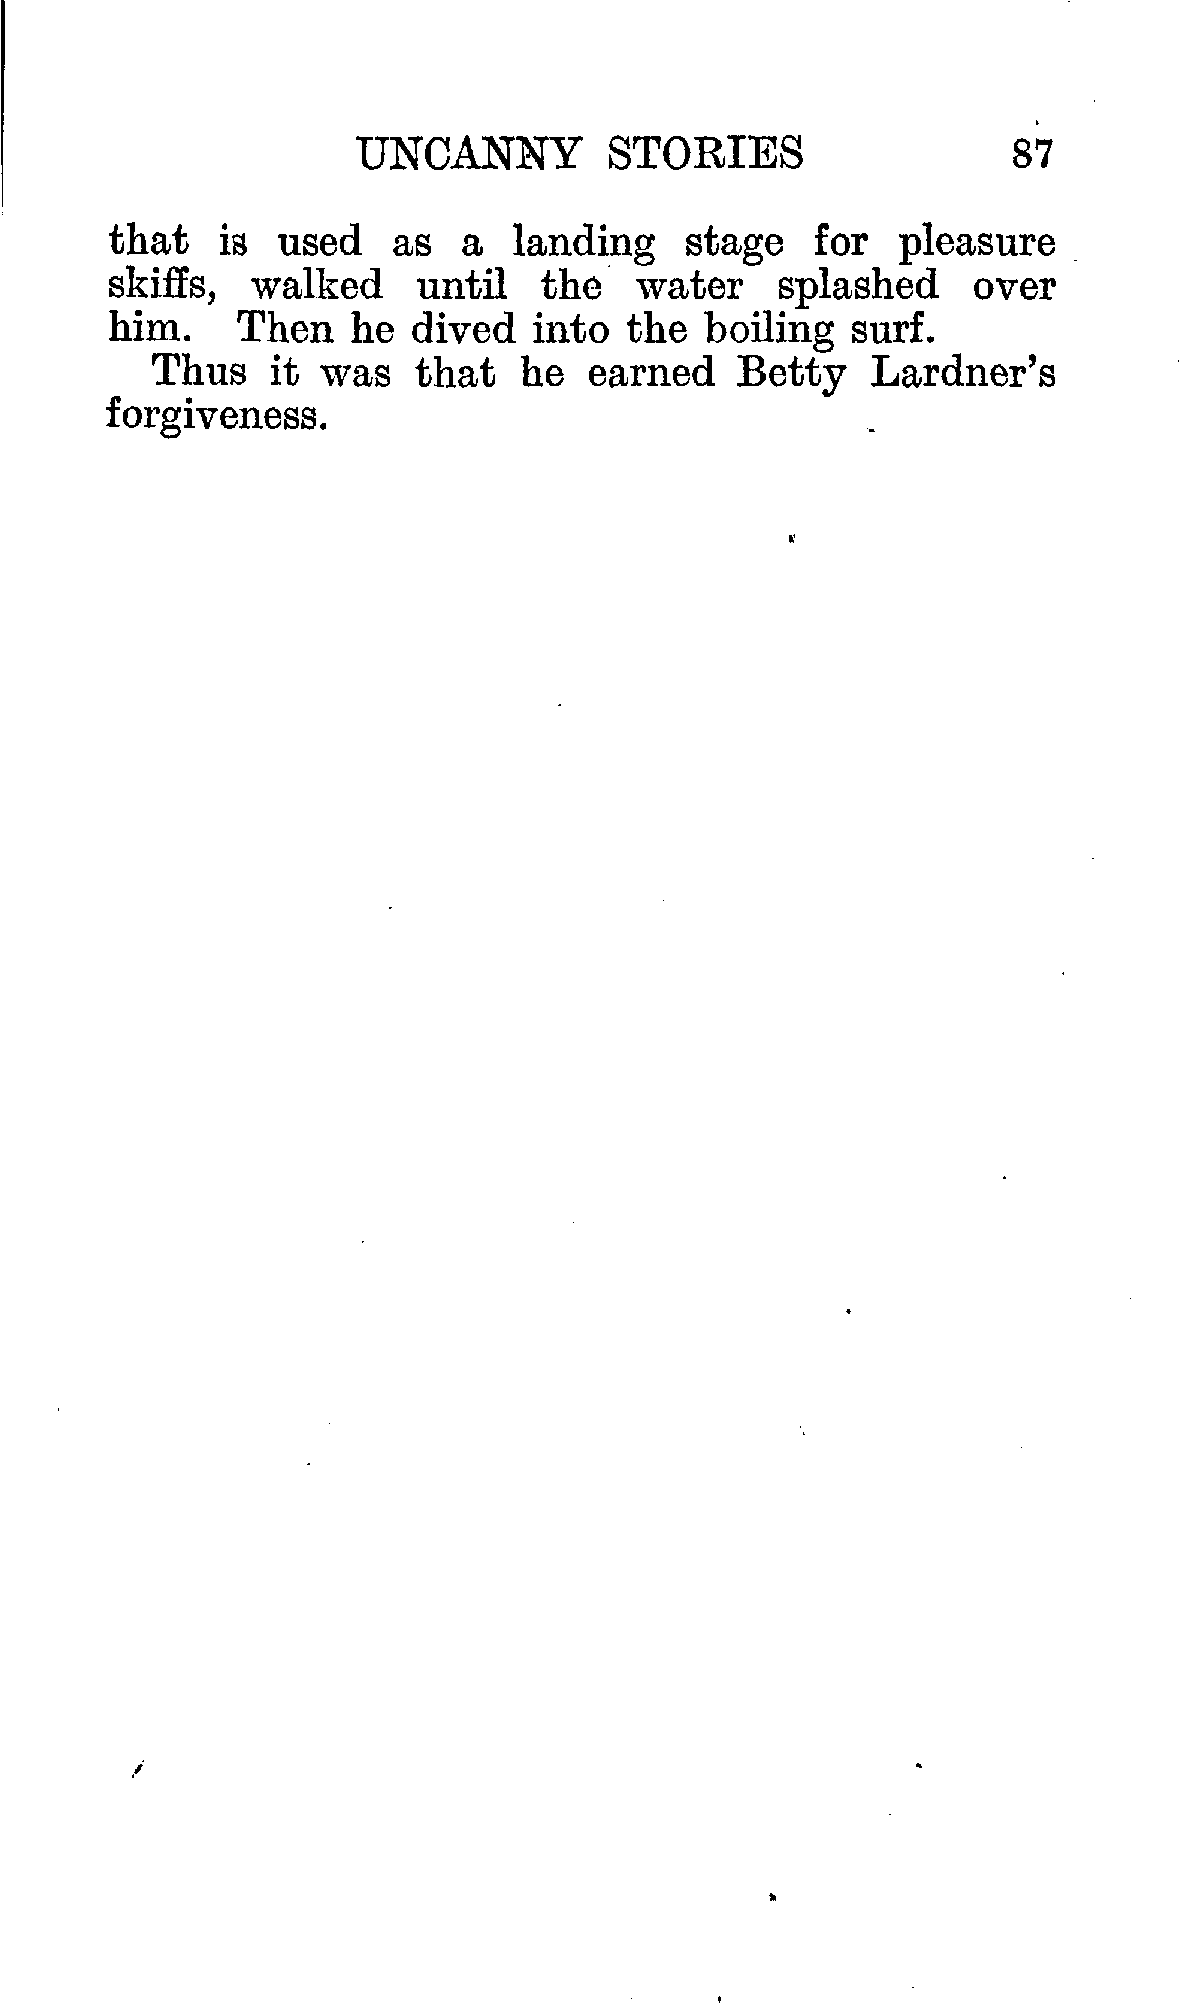 UNCANNY STORIES 87
that is used as a landing stage for pleasure
skiffs, walked until the water splashed over
him. Then he dived into the boiling surf.
Thus it was that he earned Betty Lardner's
forgiveness.